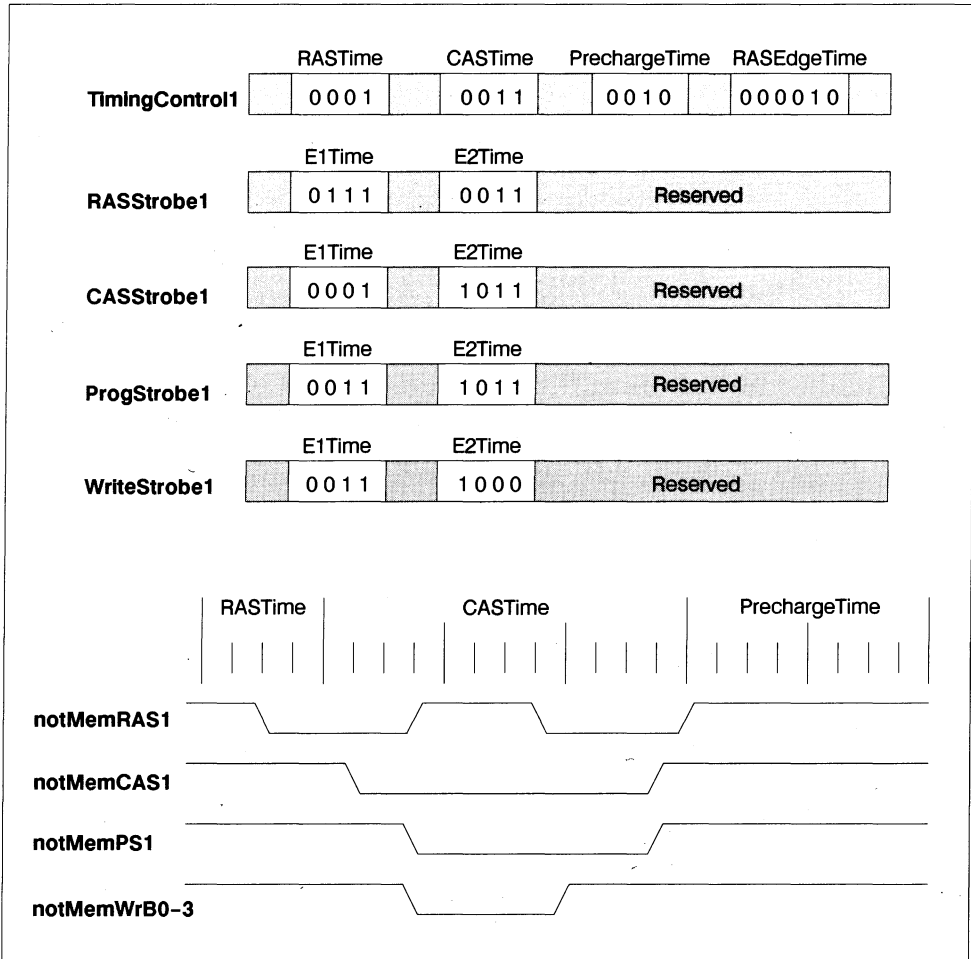 RASTime CASTime PrechargeTime RASEdgeTime
TimingControl1 0001 0011 0010 000010
E1Time E2Time
RASStrobe1 0111 0011 Reserved
E1Time E2Time
CASStrobe1 0001 1011 Reserved
E1Time E2Time
ProgStrobe1 0011 1011 Reserved
E1Time E2Time
WriteStrobe1 0011 1000 Reserved
RASTime CASTime PrechargeTime
notMemRAS1
notMemCAS1
notMemPS1
notMemWrB0–3